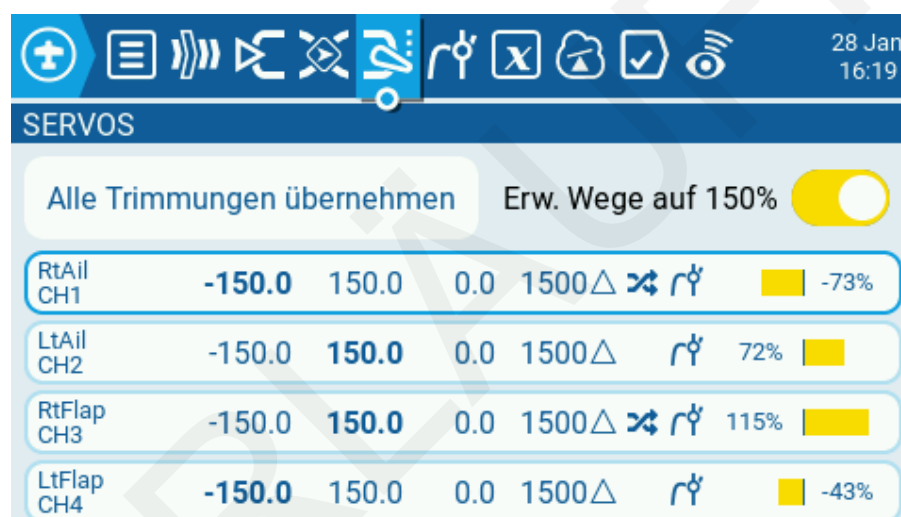 28 Jan
16:19
SERVOS
Alle Trimmungen übernehmen Erw. Wege auf 150%
RtAil
CH1 -150.0 150.0 0.0 1500△ -73%
LtAil
CH2 -150.0 150.0 0.0 1500△ 72%
RtFlap
CH3 -150.0 150.0 0.0 1500△ 115%
LtFlap
CH4 -150.0 150.0 0.0 1500△ -43%